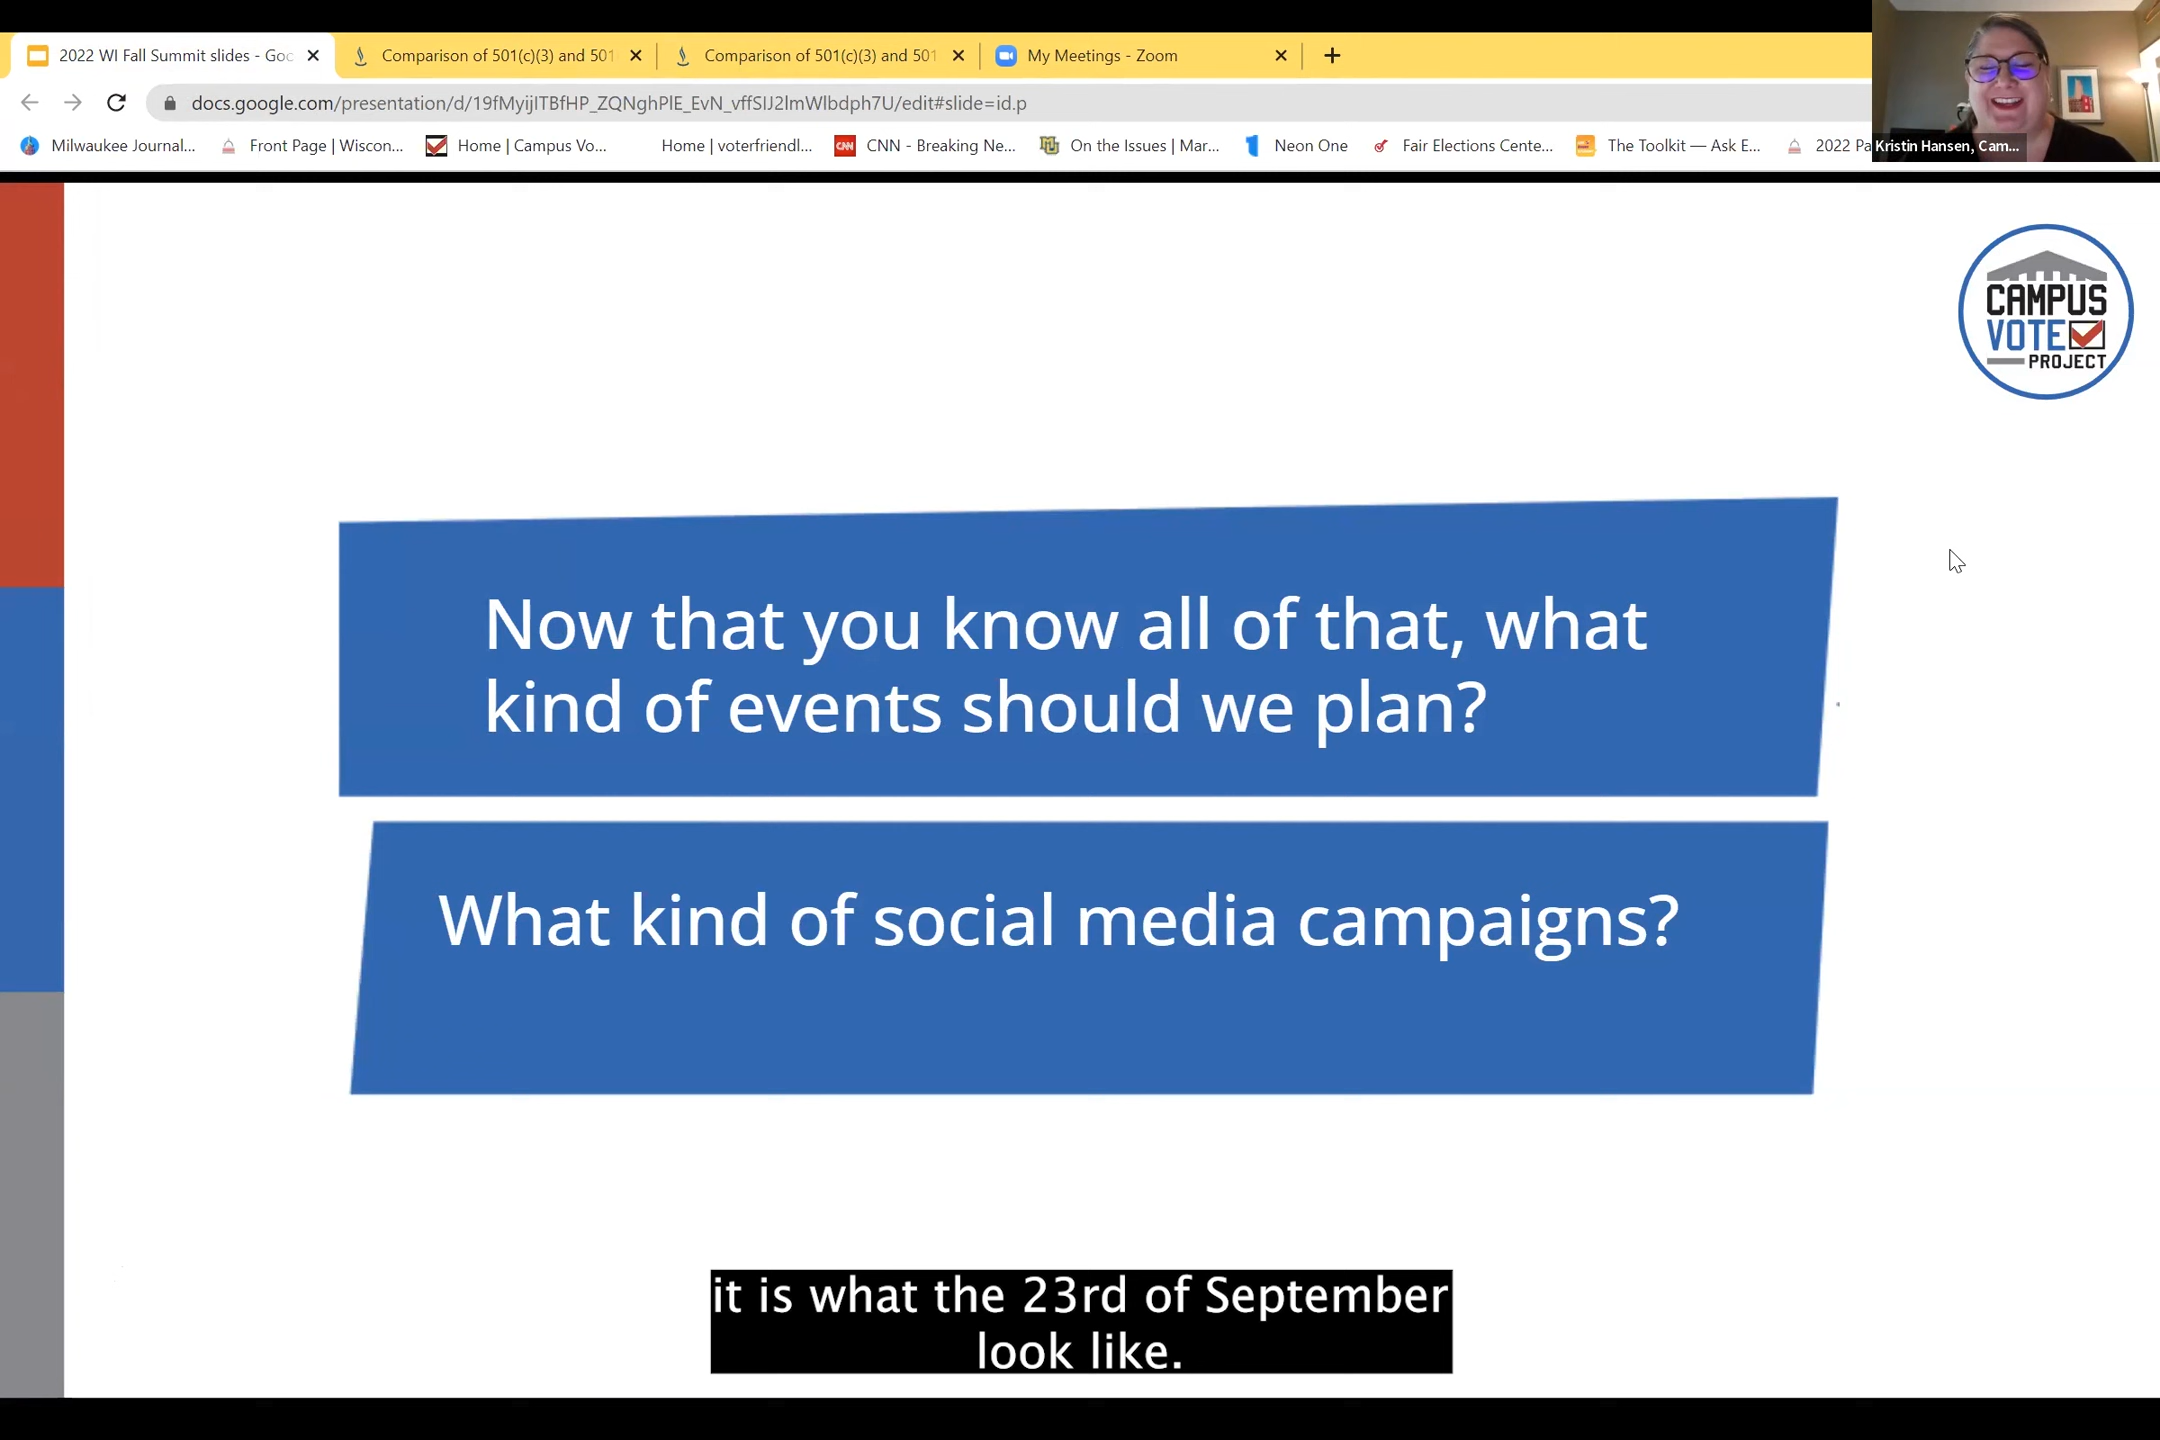 2022 WI Fall Summit slides - Goo
Comparison of 501(c)(3) and 501
Comparison of 501(c)(3) and 501
My Meetings - Zoom
docs.google.com/presentation/d/19fMyijITBfHP_ZQNghPlE_EvN_vffSIJ2lmWlbdph7U/edit#slide=id.p
Milwaukee Journal...
Front Page | Wiscon...
Home | Campus Vo...
Home | voterfriendl...
CNN
CNN - Breaking Ne...
On the Issues | Mar...
Neon One
Fair Elections Cente...
The Toolkit — Ask E...
2022 Pa
Kristin Hansen, Cam...
CAMPUS
VOTE
PROJECT
Now that you know all of that, what
kind of events should we plan?
What kind of social media campaigns?
it is what the 23rd of September
look like.